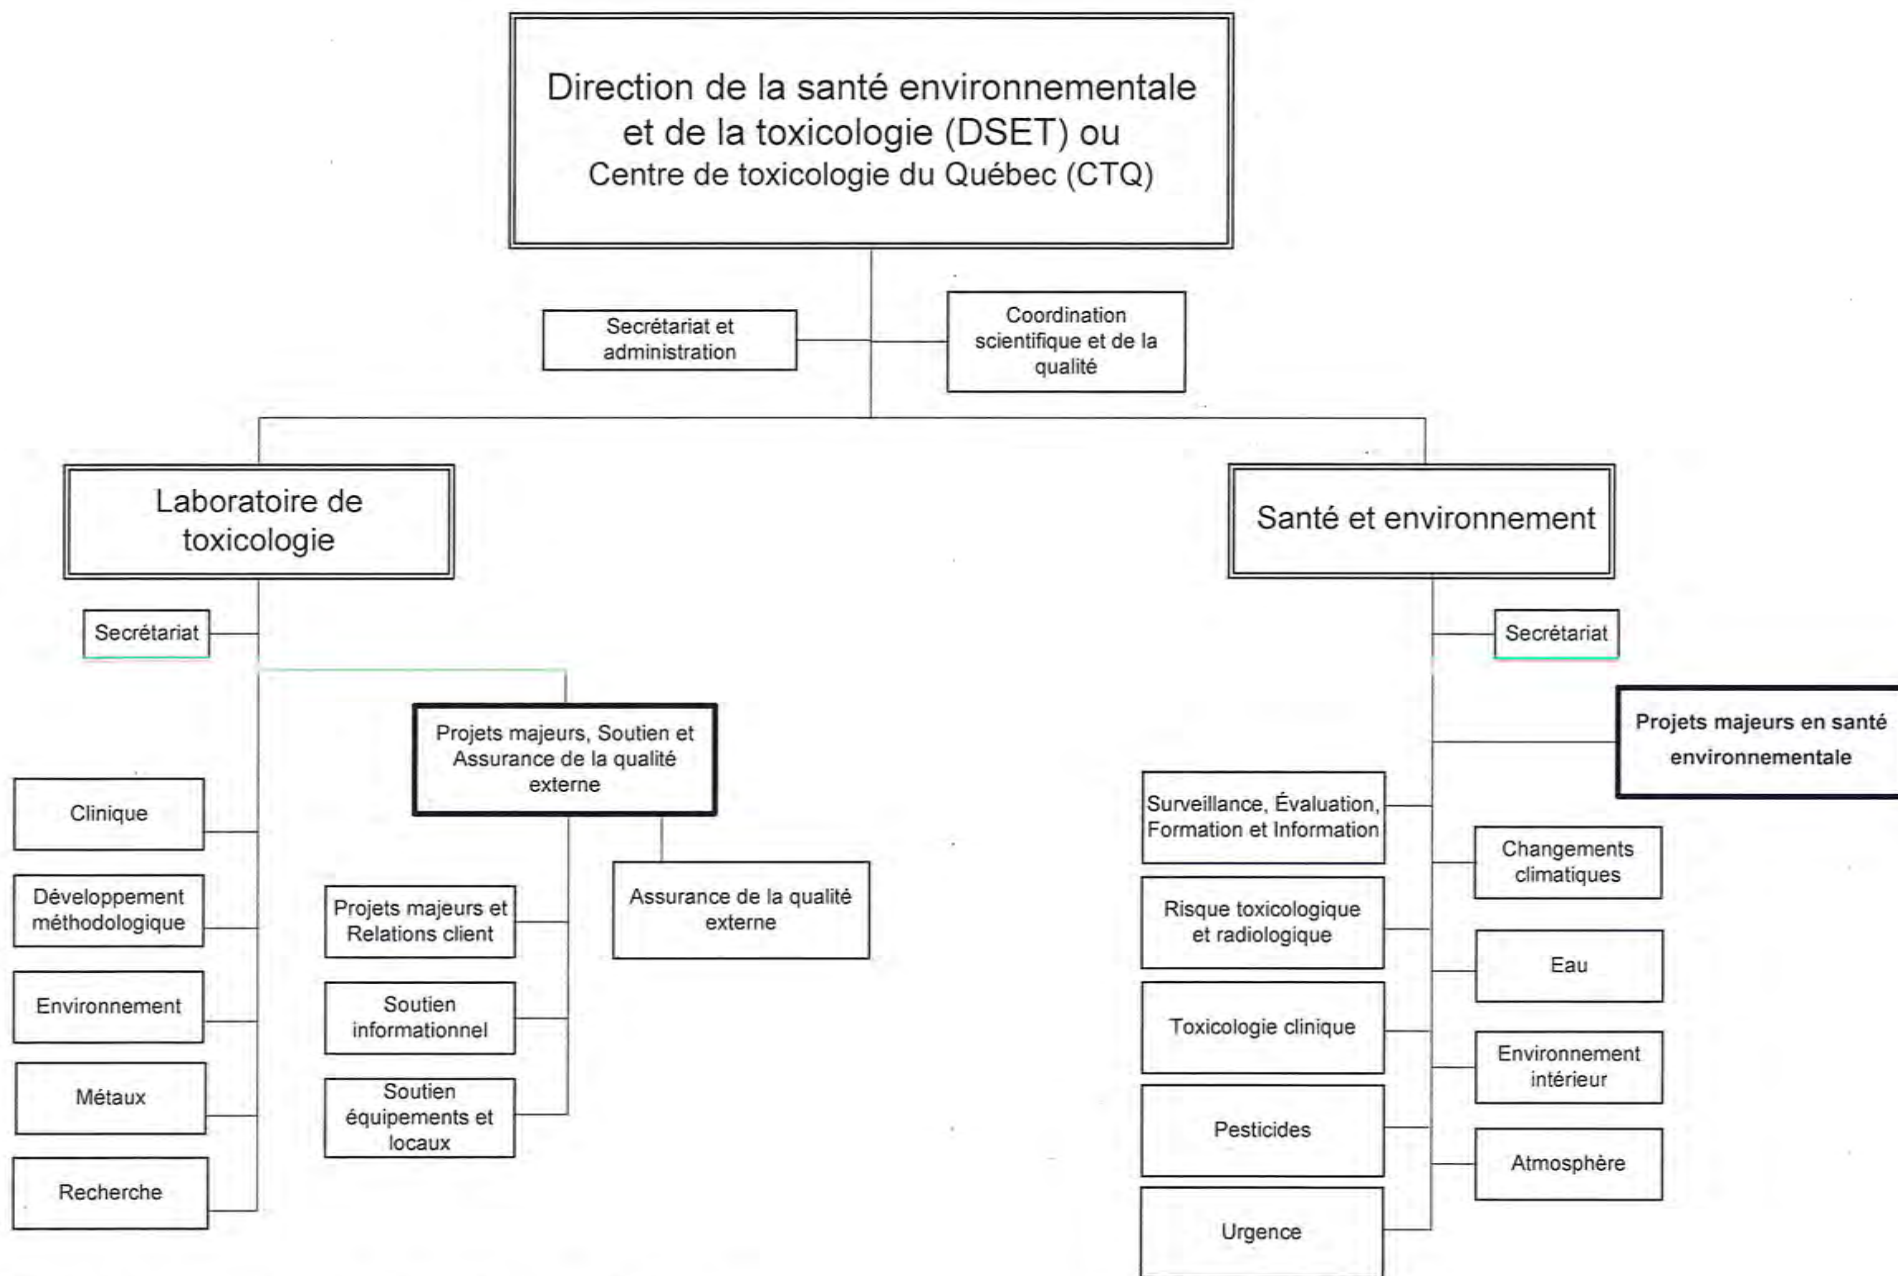 Direction de la santé environnementale
et de la toxicologie (DSET) ou
Centre de toxicologie du Québec (CTQ)
Secrétariat et
administration
Coordination
scientifique et de la
qualité
Laboratoire de
toxicologie
Secrétariat
Projets majeurs, Soutien et
Assurance de la qualité
externe
Clinique
Développement
méthodologique
Environnement
Métaux
Recherche
Projets majeurs et
Relations client
Soutien
informationnel
Soutien
équipements et
locaux
Assurance de la qualité
externe
Santé et environnement
Secrétariat
Projets majeurs en santé
environnementale
Surveillance, Évaluation,
Formation et Information
Risque toxicologique
et radiologique
Toxicologie clinique
Pesticides
Urgence
Changements
climatiques
Eau
Environnement
intérieur
Atmosphère